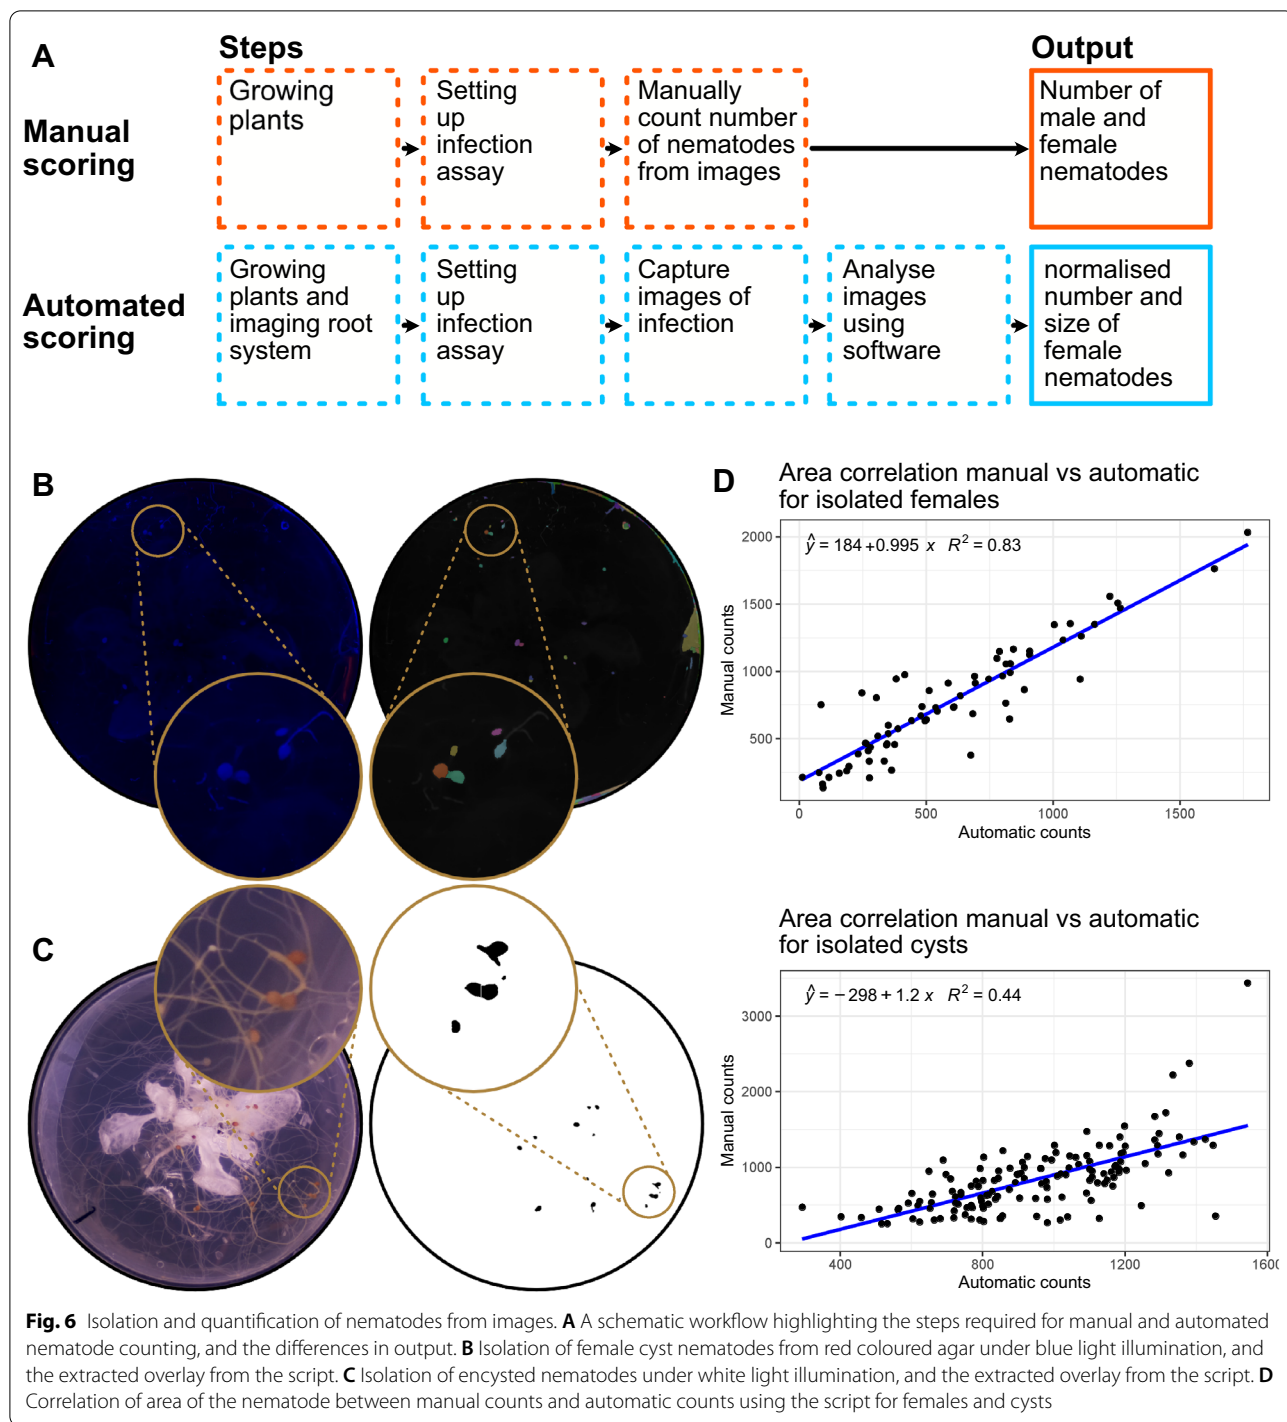 A
Steps
Output
Manual
scoring
Growing
plants
Setting
up
infection
assay
Manually
count number
of nematodes
from images
Number of
male and
female
nematodes
Automated
scoring
Growing
plants and
imaging root
system
Setting
up
infection
assay
Capture
images of
infection
Analyse
images
using
software
normalised
number and
size of
female
nematodes
B
C
D
Area correlation manual vs automatic
for isolated females
ŷ = 184 +0.995 x R² = 0.83
Manual counts
2000
1500
1000
500
0
500
1000
1500
Automatic counts
Area correlation manual vs automatic
for isolated cysts
ŷ = −298 + 1.2 x R² = 0.44
Manual counts
3000
2000
1000
0
400
800
1200
1600
Automatic counts
Fig. 6 Isolation and quantification of nematodes from images. A A schematic workflow highlighting the steps required for manual and automated
nematode counting, and the differences in output. B Isolation of female cyst nematodes from red coloured agar under blue light illumination, and
the extracted overlay from the script. C Isolation of encysted nematodes under white light illumination, and the extracted overlay from the script. D
Correlation of area of the nematode between manual counts and automatic counts using the script for females and cysts